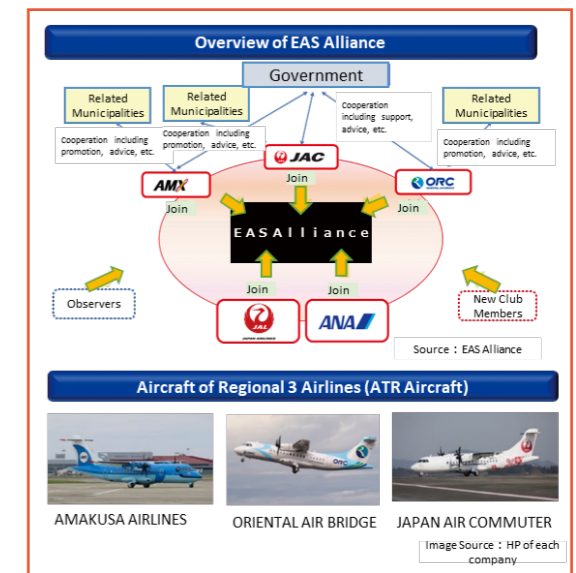 Overview of EAS Alliance
Government
Related
Municipalities
Related
Municipalities
Related
Municipalities
Cooperation including
promotion, advice, etc.
Cooperation including
promotion, advice, etc.
Cooperation
including support,
advice, etc.
Cooperation including
promotion, advice, etc.
AMX
JAC
ORC
Join
Join
Join
EASAlliance
Join
Join
Observers
JAL
JAPAN AIRLINES
ANA
New Club
Members
Source：EAS Alliance
Aircraft of Regional 3 Airlines (ATR Aircraft)
ORC
AMAKUSA AIRLINES
ORIENTAL AIR BRIDGE
JAPAN AIR COMMUTER
Image Source：HP of each
company